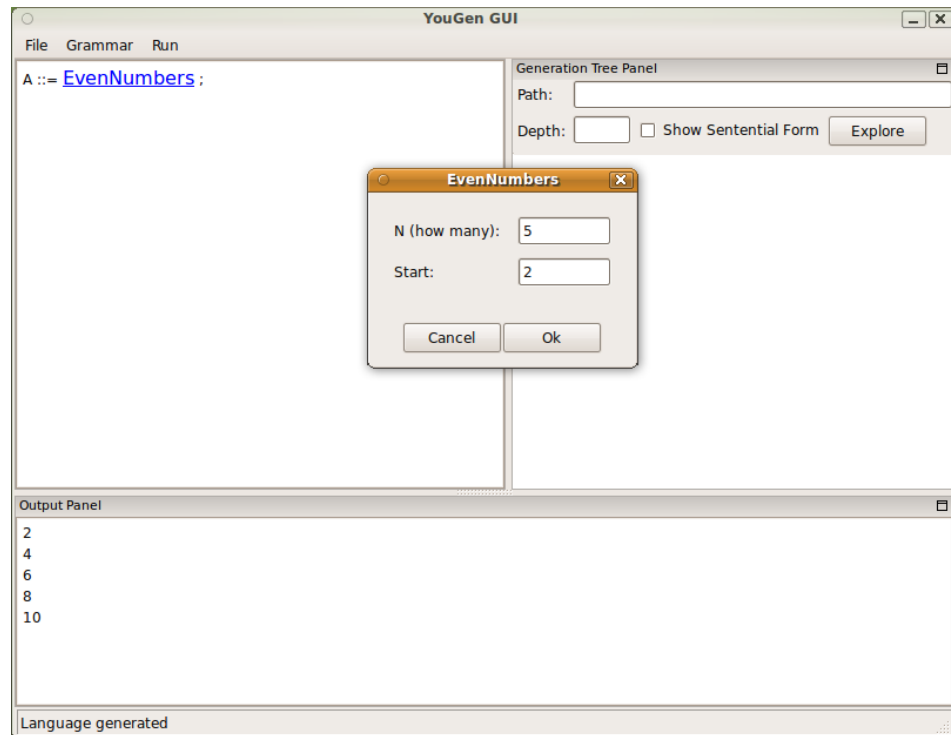 YouGen GUI
File Grammar Run
A ::= EvenNumbers ;
Generation Tree Panel
Path:
Depth: Show Sentential Form Explore
EvenNumbers
N (how many): 5
Start: 2
Cancel Ok
Output Panel
2
4
6
8
10
Language generated